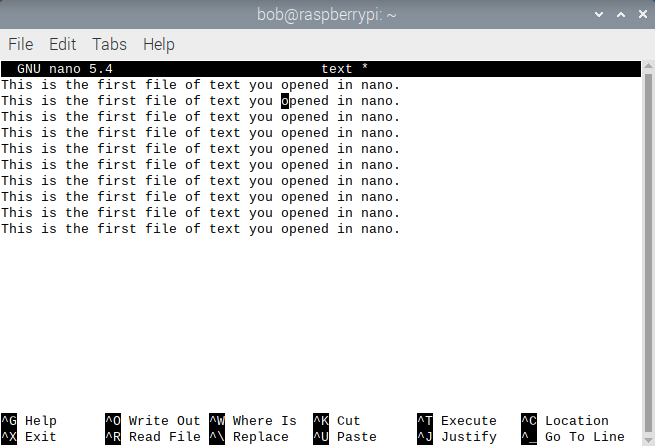 bob@raspberrypi: ~
File Edit Tabs Help
GNU nano 5.4 text *
This is the first file of text you opened in nano.
This is the first file of text you opened in nano.
This is the first file of text you opened in nano.
This is the first file of text you opened in nano.
This is the first file of text you opened in nano.
This is the first file of text you opened in nano.
This is the first file of text you opened in nano.
This is the first file of text you opened in nano.
This is the first file of text you opened in nano.
This is the first file of text you opened in nano.
^G Help ^O Write Out ^W Where Is ^K Cut ^T Execute ^C Location
^X Exit ^R Read File ^\ Replace ^U Paste ^J Justify ^_ Go To Line